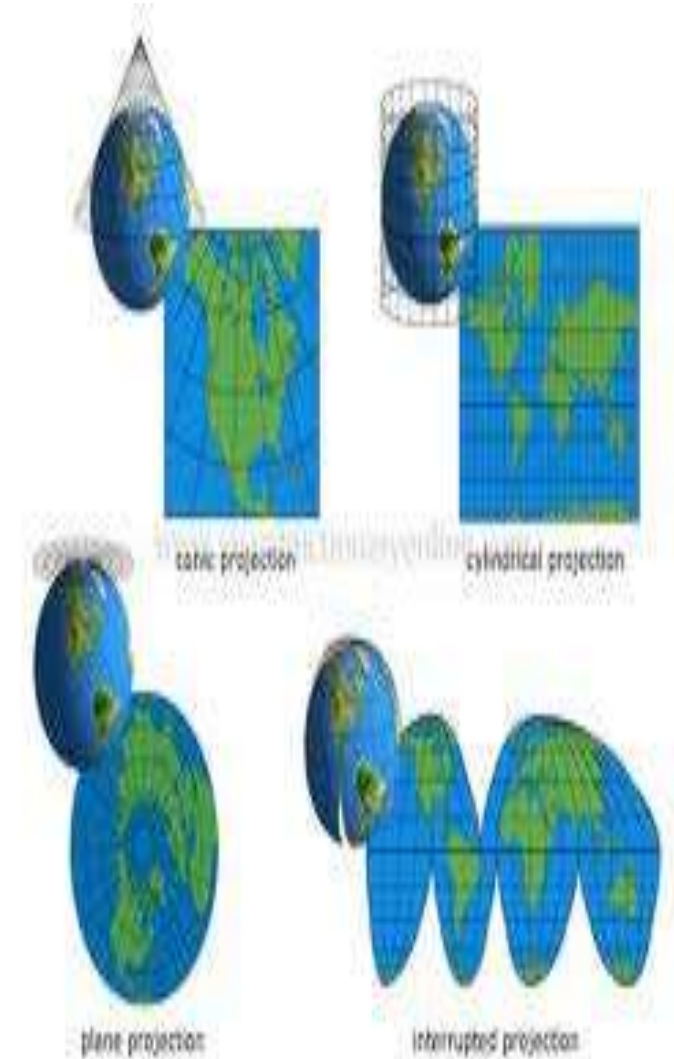 conic projection
cylindrical projection
plane projection
interrupted projection